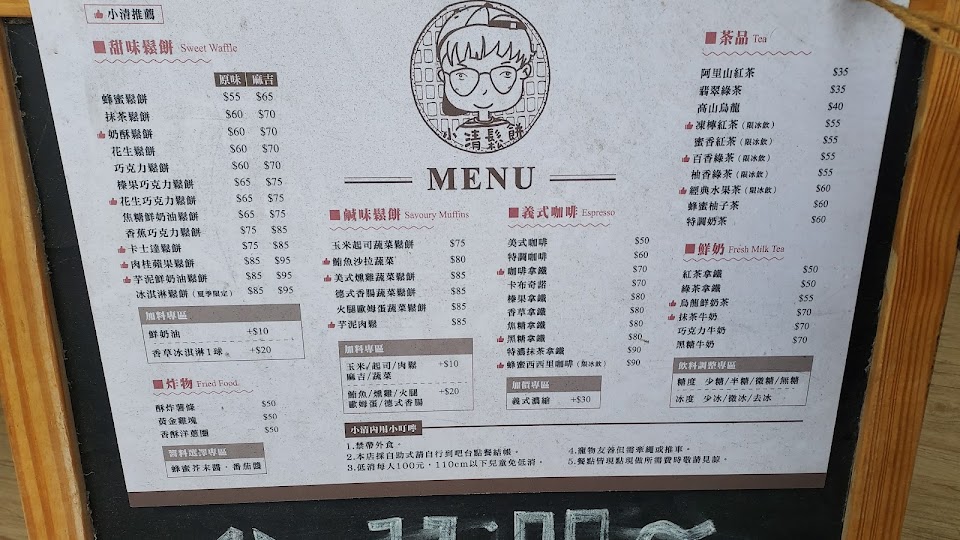 小清推薦
甜味鬆餅 Sweet Waffle
原味 麻吉
蜂蜜鬆餅 $55 $65
抹茶鬆餅 $60 $70
奶酥鬆餅 $60 $70
花生鬆餅 $60 $70
巧克力鬆餅 $60 $70
榛果巧克力鬆餅 $65 $75
花生巧克力鬆餅 $65 $75
焦糖鮮奶油鬆餅 $65 $75
香蕉巧克力鬆餅 $75 $85
卡士達鬆餅 $75 $85
肉桂蘋果鬆餅 $85 $95
芋泥鮮奶油鬆餅 $85 $95
冰淇淋鬆餅(夏季限定) $85 $95
加料專區
鮮奶油 +$10
香草冰淇淋1球 +$20
炸物 Fried Food
酥炸薯條 $50
黃金雞塊 $50
香酥洋蔥圈 $50
醬料選擇專區
蜂蜜芥末醬・番茄醬
小清鬆餅
MENU
鹹味鬆餅 Savoury Muffins
玉米起司蔬菜鬆餅 $75
鮪魚沙拉蔬菜 $80
美式燻雞蔬菜鬆餅 $85
德式香腸蔬菜鬆餅 $85
火腿歐姆蛋蔬菜鬆餅 $85
芋泥肉鬆 $85
加料專區
玉米/起司/肉鬆 +$10
麻吉/蔬菜
鮪魚/燻雞/火腿 +$20
歐姆蛋/德式香腸
義式咖啡 Espresso
美式咖啡 $50
特調咖啡 $60
咖啡拿鐵 $70
卡布奇諾 $70
榛果拿鐵 $80
香草拿鐵 $80
焦糖拿鐵 $80
黑糖拿鐵 $80
特濃抹茶拿鐵 $90
蜂蜜西西里咖啡(限冰飲) $90
加價專區
義式濃縮 +$30
茶品 Tea
阿里山紅茶 $35
翡翠綠茶 $35
高山烏龍 $40
凍檸紅茶(限冰飲) $55
蜜香紅茶(限冰飲) $55
百香綠茶(限冰飲) $55
柚香綠茶(限冰飲) $55
經典水果茶(限冰飲) $60
蜂蜜柚子茶 $60
特調奶茶 $60
鮮奶 Fresh Milk Tea
紅茶拿鐵 $50
綠茶拿鐵 $50
烏龍鮮奶茶 $55
抹茶牛奶 $70
巧克力牛奶 $70
黑糖牛奶 $70
飲料調整專區
糖度 少糖/半糖/微糖/無糖
冰度 少冰/微冰/去冰
小清內用小叮嚀
1.禁帶外食。
2.本店採自助式請自行到吧台點餐結帳。
3.低消每人100元,110cm以下兒童免低消。
4.寵物友善但需牽繩或推車。
5.餐點皆現點現做所需費時敬請見諒。